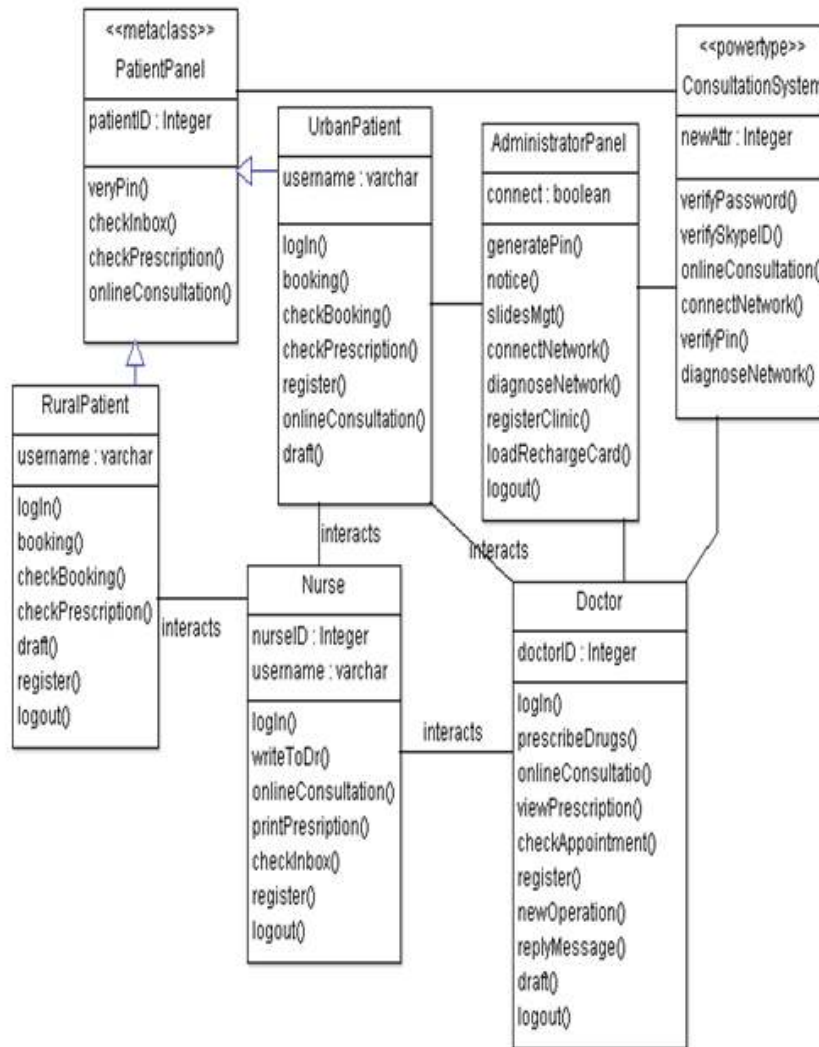 <<metaclass>>
PatientPanel
patientID : Integer
veryPin()
checkInbox()
checkPrescription()
onlineConsultation()
<<powertype>>
ConsultationSystem
newAttr : Integer
verifyPassword()
verifySkypeID()
onlineConsultation()
connectNetwork()
verifyPin()
diagnoseNetwork()
UrbanPatient
username : varchar
logIn()
booking()
checkBooking()
checkPrescription()
register()
onlineConsultation()
draft()
AdministratorPanel
connect : boolean
generatePin()
notice()
slidesMgt()
connectNetwork()
diagnoseNetwork()
registerClinic()
loadRechargeCard()
logout()
RuralPatient
username : varchar
logIn()
booking()
checkBooking()
checkPrescription()
draft()
register()
logout()
interacts
interacts
interacts
Nurse
nurseID : Integer
username : varchar
logIn()
writeToDr()
onlineConsultation()
printPresription()
checkInbox()
register()
logout()
interacts
Doctor
doctorID : Integer
logIn()
prescribeDrugs()
onlineConsultatio()
viewPrescription()
checkAppointment()
register()
newOperation()
replyMessage()
draft()
logout()